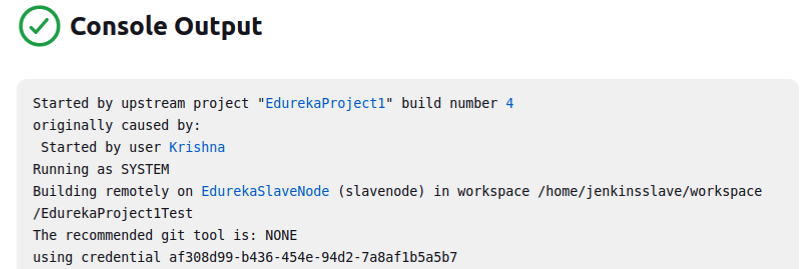 Console Output
Started by upstream project "EdurekaProject1" build number 4
originally caused by:
 Started by user Krishna
Running as SYSTEM
Building remotely on EdurekaSlaveNode (slavenode) in workspace /home/jenkinsslave/workspace
/EdurekaProject1Test
The recommended git tool is: NONE
using credential af308d99-b436-454e-94d2-7a8af1b5a5b7